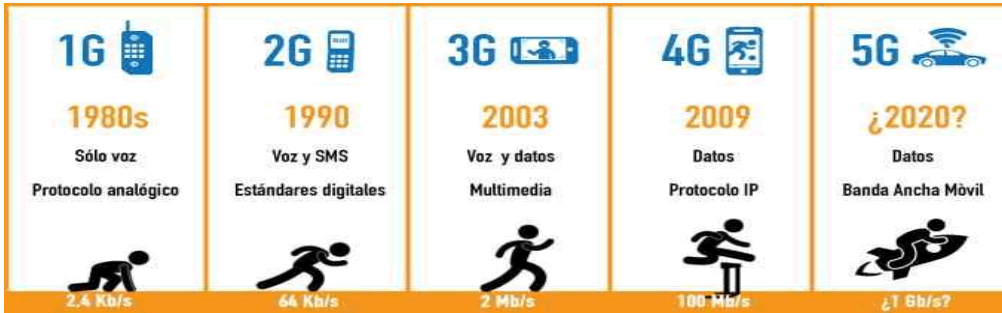 1G
1980s
Sólo voz
Protocolo analógico
2,4 Kb/s
2G
1990
Voz y SMS
Estándares digitales
64 Kb/s
3G
2003
Voz y datos
Multimedia
2 Mb/s
4G
2009
Datos
Protocolo IP
100 Mb/s
5G
¿2020?
Datos
Banda Ancha Mòvil
¿1 Gb/s?